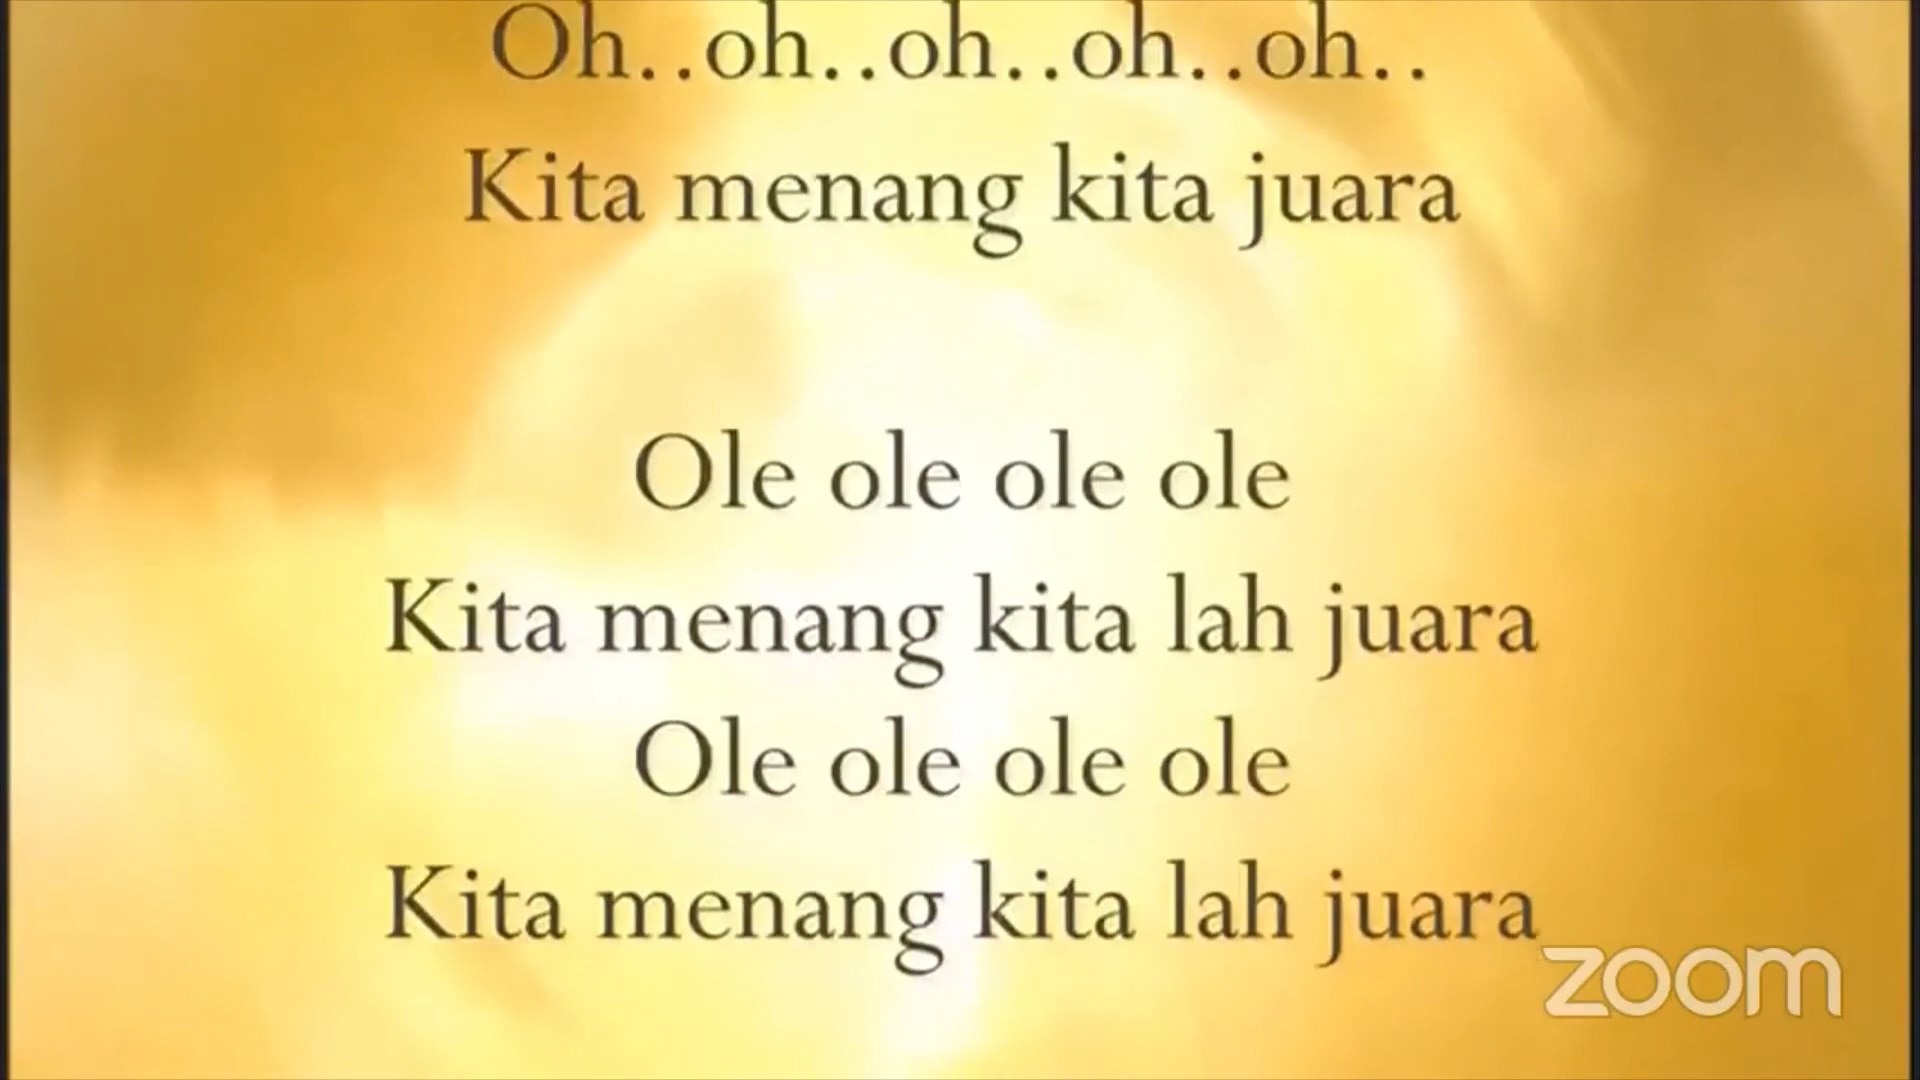 Oh..oh..oh..oh..oh..
Kita menang kita juara
Ole ole ole ole
Kita menang kita lah juara
Ole ole ole ole
Kita menang kita lah juara
zoom